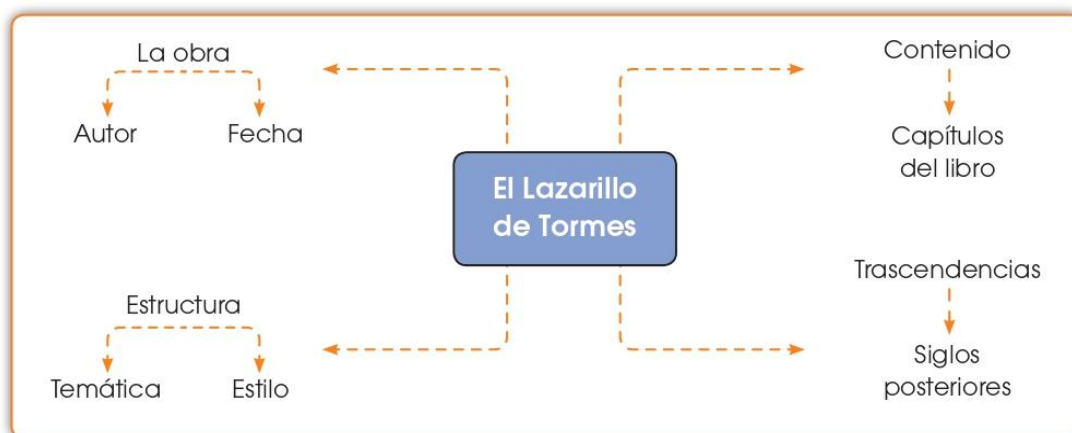 La obra
Autor
Fecha
Contenido
Capítulos
del libro
El Lazarillo
de Tormes
Estructura
Temática
Estilo
Trascendencias
Siglos
posteriores